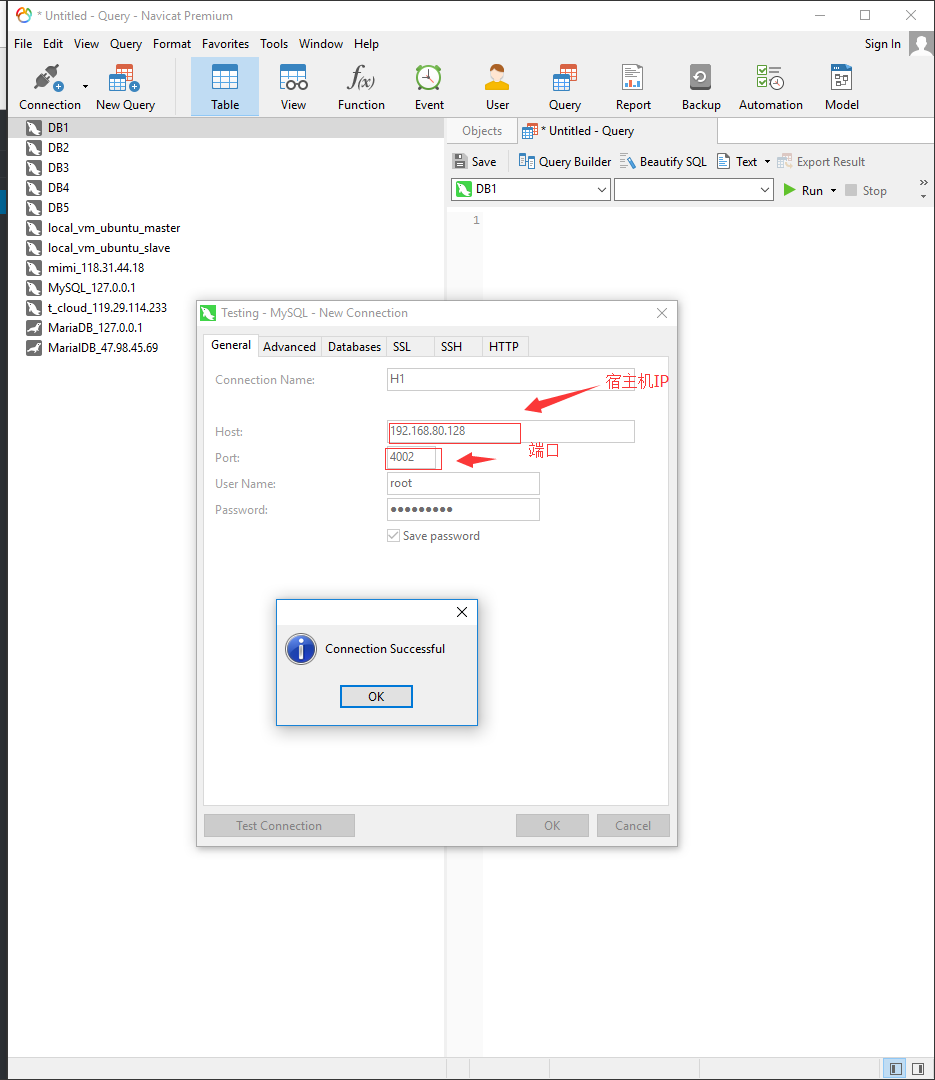 * Untitled - Query - Navicat Premium
File Edit View Query Format Favorites Tools Window Help Sign In
Connection New Query Table View Function Event User Query Report Backup Automation Model
f(x)
DB1
DB2
DB3
DB4
DB5
local_vm_ubuntu_master
local_vm_ubuntu_slave
mimi_118.31.44.18
MySQL_127.0.0.1
t_cloud_119.29.114.233
MariaDB_127.0.0.1
MarialDB_47.98.45.69
Objects * Untitled - Query
Save Query Builder Beautify SQL Text Export Result
DB1 Run Stop
1
Testing - MySQL - New Connection
General Advanced Databases SSL SSH HTTP
Connection Name: H1
宿主机IP
Host: 192.168.80.128
端口
Port: 4002
User Name: root
Password: ●●●●●●●●●
Save password
Connection Successful
OK
Test Connection OK Cancel